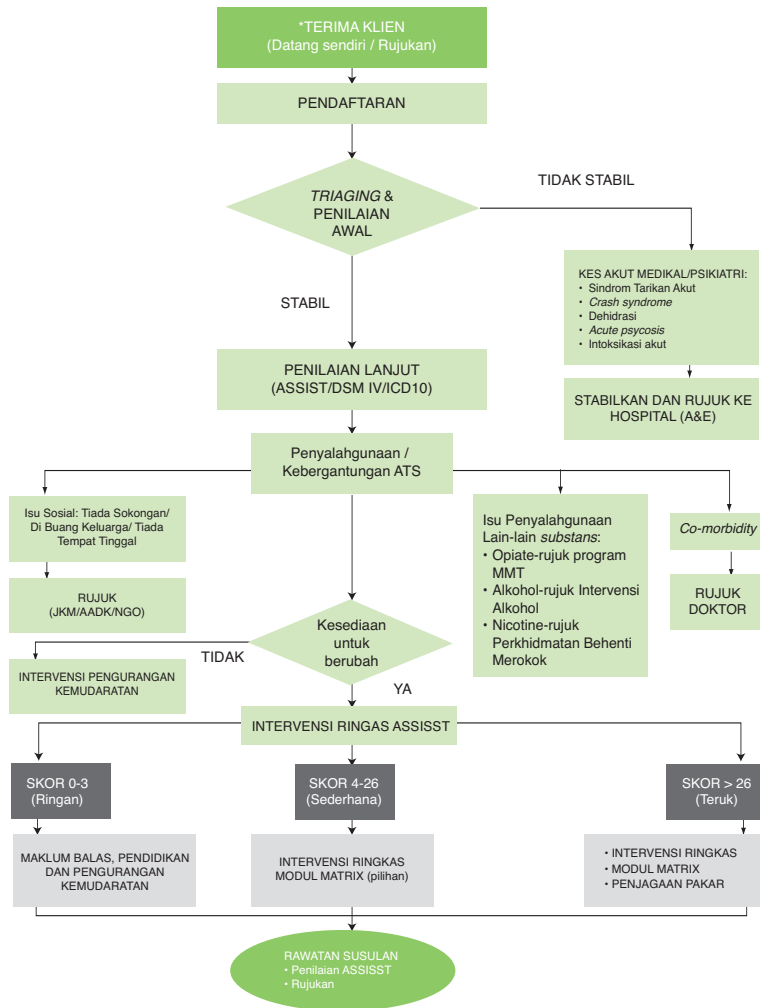 *TERIMA KLIEN
(Datang sendiri / Rujukan)
PENDAFTARAN
TRIAGING &
PENILAIAN
AWAL
TIDAK STABIL
KES AKUT MEDIKAL/PSIKIATRI:
• Sindrom Tarikan Akut
• Crash syndrome
• Dehidrasi
• Acute psycosis
• Intoksikasi akut
STABILKAN DAN RUJUK KE
HOSPITAL (A&E)
STABIL
PENILAIAN LANJUT
(ASSIST/DSM IV/ICD10)
Penyalahgunaan /
Kebergantungan ATS
Isu Sosial: Tiada Sokongan/
Di Buang Keluarga/ Tiada
Tempat Tinggal
RUJUK
(JKM/AADK/NGO)
Isu Penyalahgunaan
Lain-lain substans:
• Opiate-rujuk program
MMT
• Alkohol-rujuk Intervensi
Alkohol
• Nicotine-rujuk
Perkhidmatan Behenti
Merokok
Co-morbidity
RUJUK
DOKTOR
Kesediaan
untuk
berubah
TIDAK
INTERVENSI PENGURANGAN
KEMUDARATAN
YA
INTERVENSI RINGAS ASSISST
SKOR 0-3
(Ringan)
SKOR 4-26
(Sederhana)
SKOR > 26
(Teruk)
MAKLUM BALAS, PENDIDIKAN
DAN PENGURANGAN
KEMUDARATAN
INTERVENSI RINGKAS
MODUL MATRIX (pilihan)
• INTERVENSI RINGKAS
• MODUL MATRIX
• PENJAGAAN PAKAR
RAWATAN SUSULAN
• Penilaian ASSISST
• Rujukan